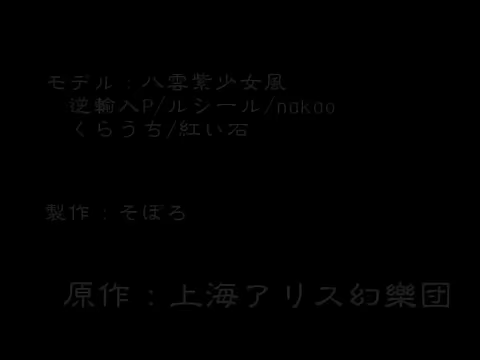 モデル：八雲紫少女風
逆輸入P/ルシール/nakao
くらうち/紅い石
製作：そぼろ
原作：上海アリス幻樂団